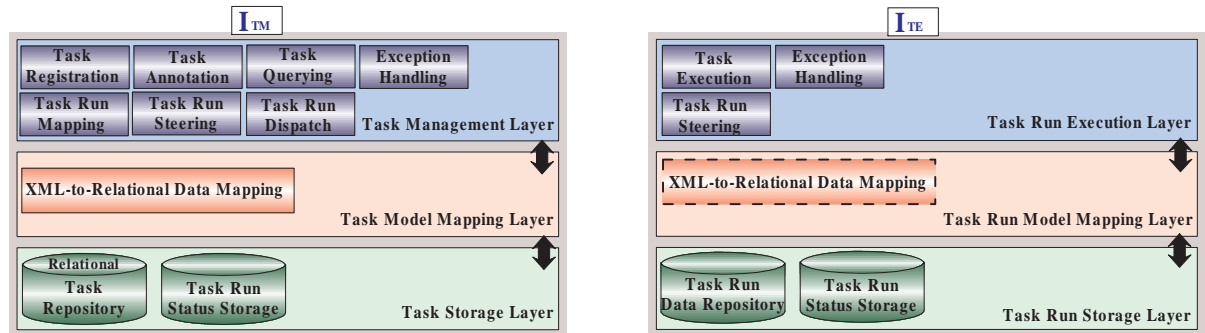 I TM
Task Registration
Task Annotation
Task Querying
Exception Handling
Task Run Mapping
Task Run Steering
Task Run Dispatch
Task Management Layer
XML-to-Relational Data Mapping
Task Model Mapping Layer
Relational
Task Repository
Task Run Status Storage
Task Storage Layer
I TE
Task Execution
Exception Handling
Task Run Steering
Task Run Execution Layer
XML-to-Relational Data Mapping
Task Run Model Mapping Layer
Task Run Data Repository
Task Run Status Storage
Task Run Storage Layer